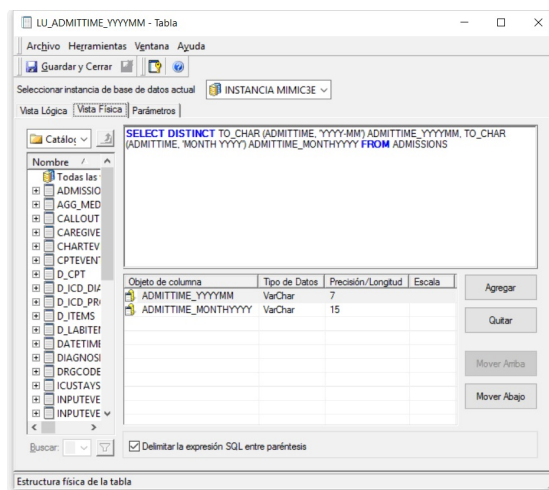 LU_ADMITTIME_YYYYMM - Tabla
Archivo Herramientas Ventana Ayuda
Guardar y Cerrar
Seleccionar instancia de base de datos actual INSTANCIA MIMIC3E
Vista Lógica Vista Física Parámetros
Catálog
SELECT DISTINCT TO_CHAR (ADMITTIME, 'YYYY-MM') ADMITTIME_YYYYMM, TO_CHAR
(ADMITTIME, 'MONTH YYYY') ADMITTIME_MONTHYYYY FROM ADMISSIONS
Nombre
Todas las
ADMISSIO
AGG_MED
CALLOUT
CAREGIVE
CHARTEV
CPTEVENT
D_CPT
D_ICD_DIA
D_ICD_PR
D_ITEMS
D_LABITEM
DATETIME
DIAGNOSI
DRGCODE
ICUSTAYS
INPUTEVE
INPUTEVE
Objeto de columna Tipo de Datos Precisión/Longitud Escala
ADMITTIME_YYYYMM VarChar 7
ADMITTIME_MONTHYYYY VarChar 15
Agregar
Quitar
Mover Arriba
Mover Abajo
Buscar:
Delimitar la expresión SQL entre paréntesis
Estructura física de la tabla